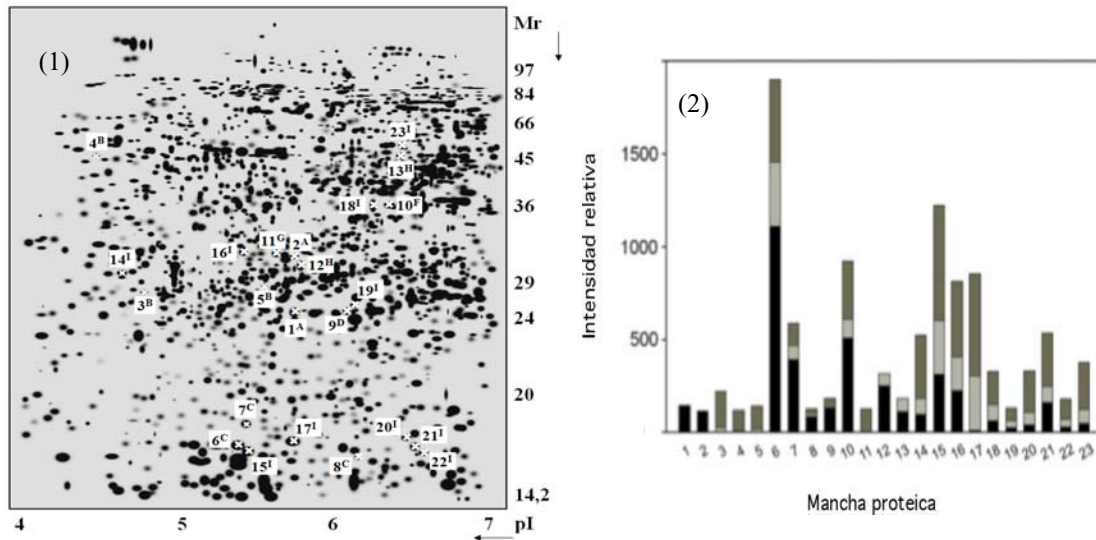 (1)
Mr
97
84
66
45
36
29
24
20
14,2
4 5 6 7 pI
4B
23I
13H
18I
10F
16I
11G
2A
12H
14I
3B
5B
19I
1A
9D
7C
6C
17I
15I
20I
21I
22I
8C
(2)
Intensidad relativa
1500
1000
500
1 2 3 4 5 6 7 8 9 10 11 12 13 14 15 16 17 18 19 20 21 22 23
Mancha proteica